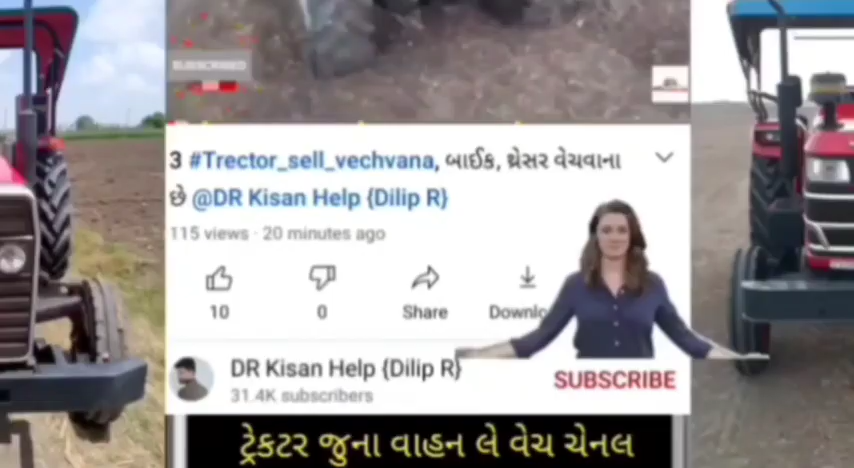 SUBSCRIBED
3 #Trector_sell_vechvana, બાઈક, થ્રેસર વેચવાના
છે @DR Kisan Help {Dilip R}
115 views · 20 minutes ago
10
0
Share
Downlo
DR Kisan Help {Dilip R}
31.4K subscribers
SUBSCRIBE
ટ્રેકટર જુના વાહન લે વેચ ચેનલ